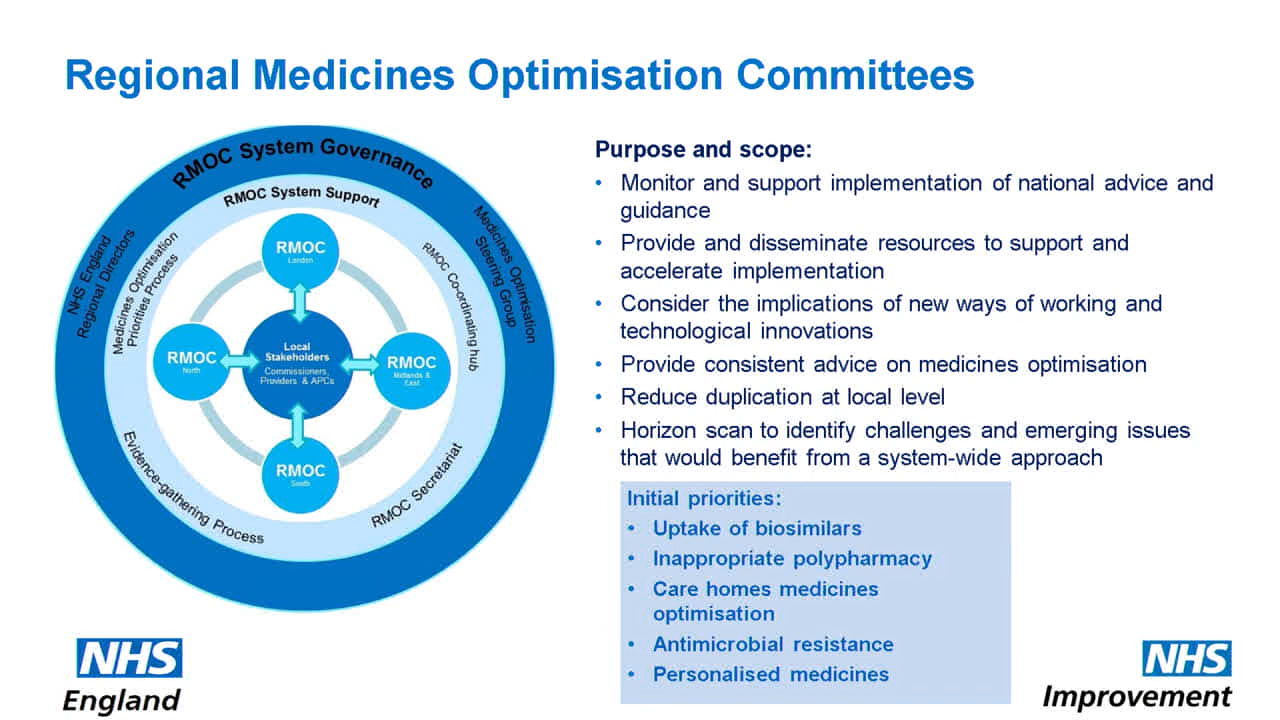 Regional Medicines Optimisation Committees
RMOC System Governance
RMOC System Support
NHS England
Regional Directors
Medicines Optimisation
Priorities Process
Medicines Optimisation
Steering Group
RMOC Co-ordinating hub
Evidence-gathering Process
RMOC Secretariat
RMOC
London
RMOC
North
Local
Stakeholders
Commissioners,
Providers & APCs
RMOC
Midlands &
East
RMOC
South
Purpose and scope:
• Monitor and support implementation of national advice and
guidance
• Provide and disseminate resources to support and
accelerate implementation
• Consider the implications of new ways of working and
technological innovations
• Provide consistent advice on medicines optimisation
• Reduce duplication at local level
• Horizon scan to identify challenges and emerging issues
that would benefit from a system-wide approach
Initial priorities:
• Uptake of biosimilars
• Inappropriate polypharmacy
• Care homes medicines
optimisation
• Antimicrobial resistance
• Personalised medicines
NHS
England
NHS
Improvement